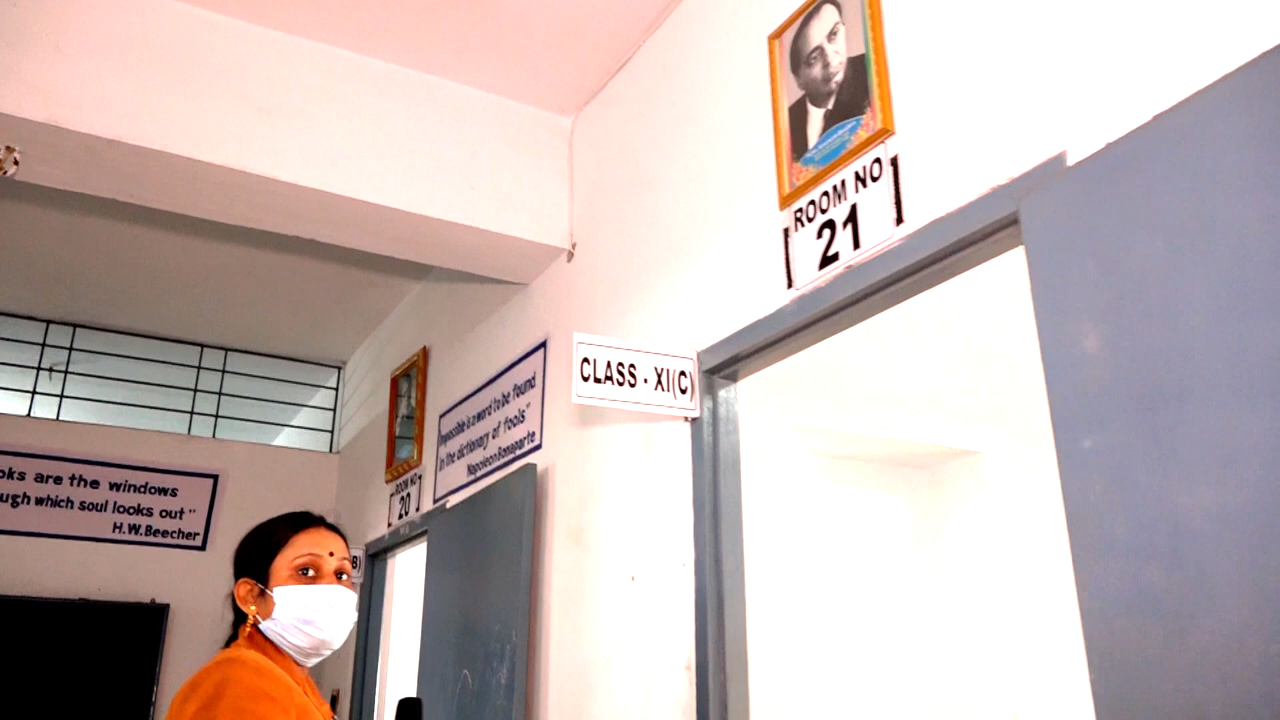 ROOM NO
21
CLASS - XI(C)
Impossible is a word to be found
in the dictionary of fools"
Napoleon Bonaparte
ROOM NO
20
oks are the windows
ugh which soul looks out"
H.W.Beecher
B)